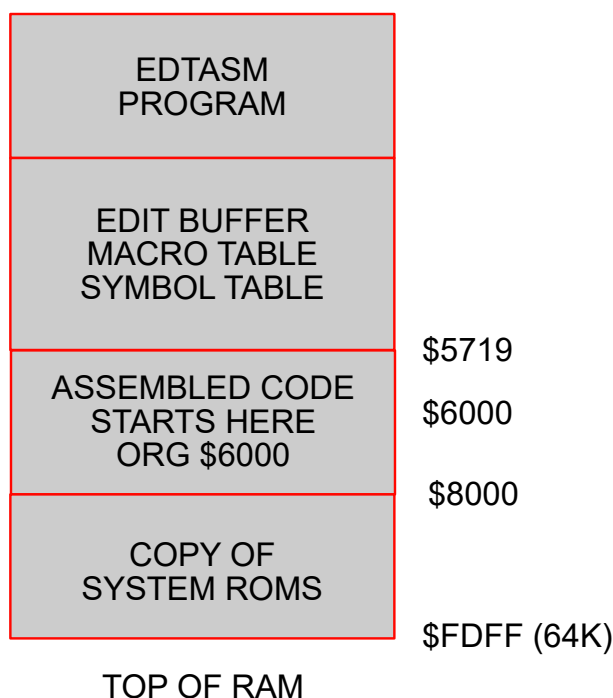 EDTASM
PROGRAM
EDIT BUFFER
MACRO TABLE
SYMBOL TABLE
$5719
ASSEMBLED CODE
STARTS HERE
ORG $6000
$6000
$8000
COPY OF
SYSTEM ROMS
$FDFF (64K)
TOP OF RAM